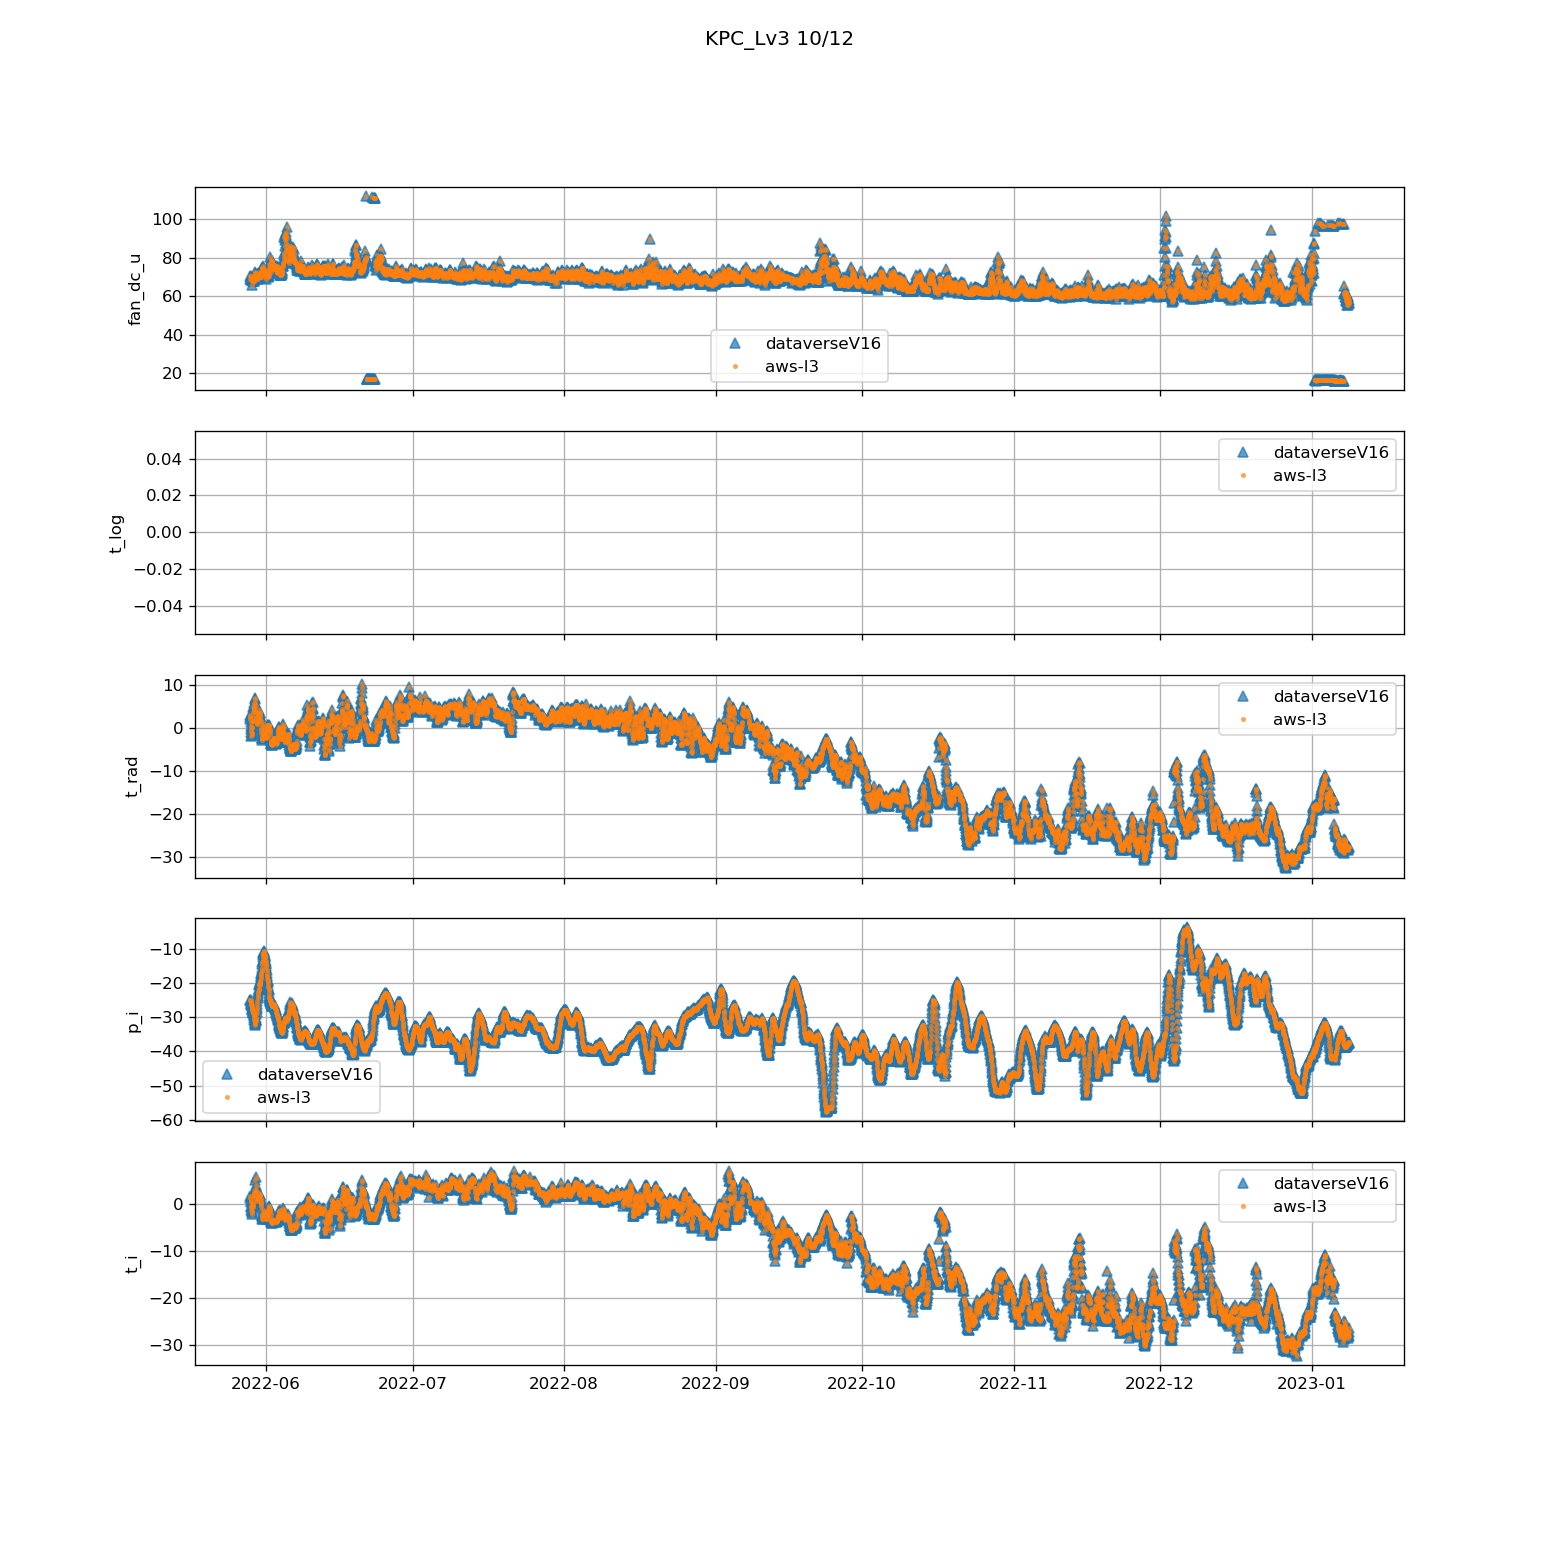 KPC_Lv3 10/12
100
80
60
40
20
fan_dc_u
dataverseV16
aws-l3
0.04
0.02
0.00
−0.02
−0.04
t_log
dataverseV16
aws-l3
10
0
−10
−20
−30
t_rad
dataverseV16
aws-l3
−10
−20
−30
−40
−50
−60
p_i
dataverseV16
aws-l3
0
−10
−20
−30
t_i
dataverseV16
aws-l3
2022-06 2022-07 2022-08 2022-09 2022-10 2022-11 2022-12 2023-01